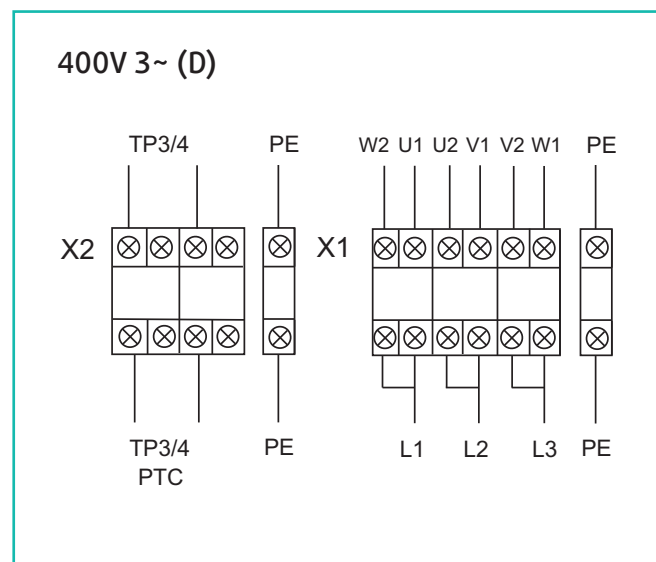 400V 3~ (D)
TP3/4 PE W2 U1 U2 V1 V2 W1 PE
X2 X1
TP3/4 PE L1 L2 L3 PE
PTC